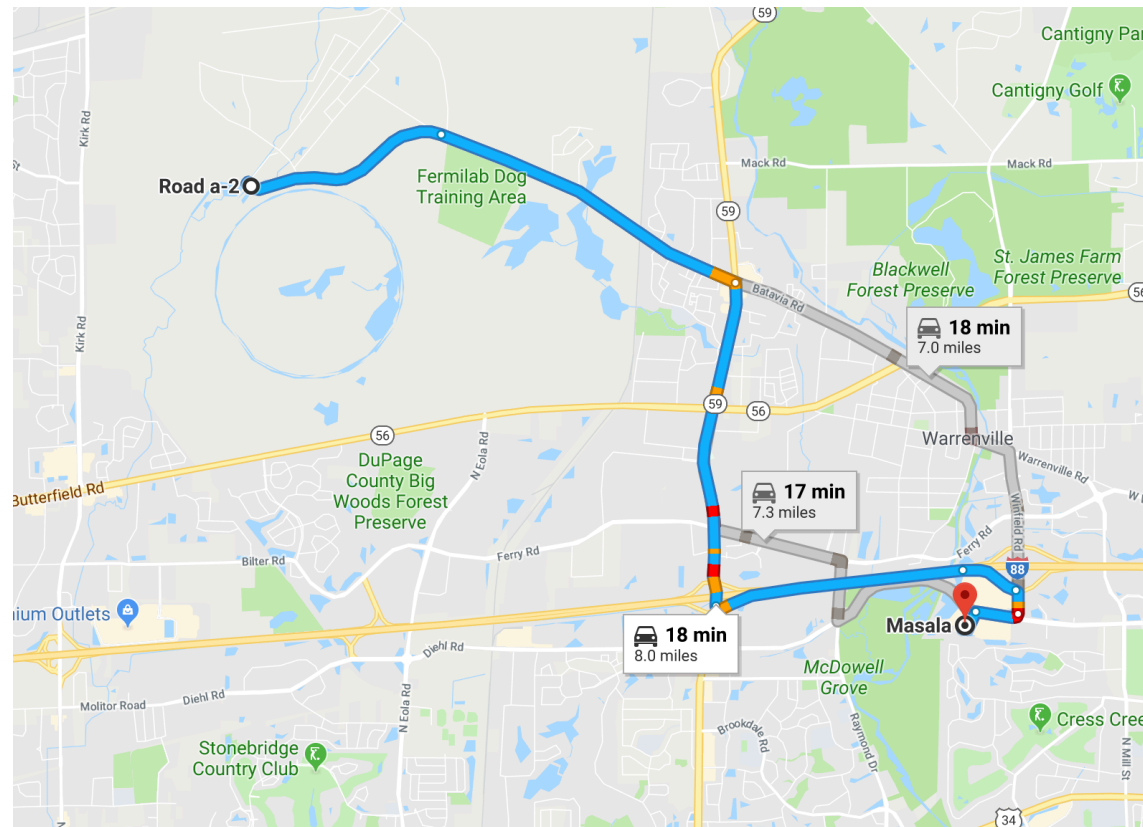 59
Cantigny Par
Cantigny Golf
Kirk Rd
St
Mack Rd
Mack Rd
Road a-2
Fermilab Dog
Training Area
59
Blackwell
Forest Preserve
St. James Farm
Forest Preserve
56
Batavia Rd
Kirk Rd
18 min
7.0 miles
59
56
56
Warrenville
DuPage
County Big
Woods Forest
Preserve
N Eola Rd
Warrenville Rd
Butterfield Rd
17 min
7.3 miles
Winfield Rd
Ferry Rd
Ferry Rd
Bilter Rd
88
nium Outlets
Masala
18 min
8.0 miles
Diehl Rd
McDowell
Grove
Diehl Rd
Molitor Road
N Eola Rd
Raymond Dr
Brookdale Rd
Cress Cree
Stonebridge
Country Club
N Mill St
34